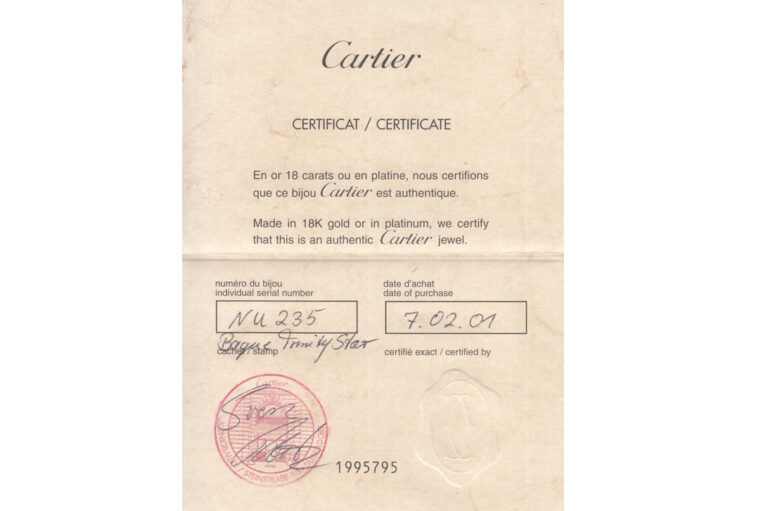 Cartier
CERTIFICAT / CERTIFICATE
En or 18 carats ou en platine, nous certifions
que ce bijou Cartier est authentique.
Made in 18K gold or in platinum, we certify
that this is an authentic Cartier jewel.
numéro du bijou
individual serial number
date d'achat
date of purchase
NU 235
7.02.01
Bague Trinity Star
cachet / stamp
certifié exact / certified by
Cartier
STEINSTRAßE
Sven
1995795